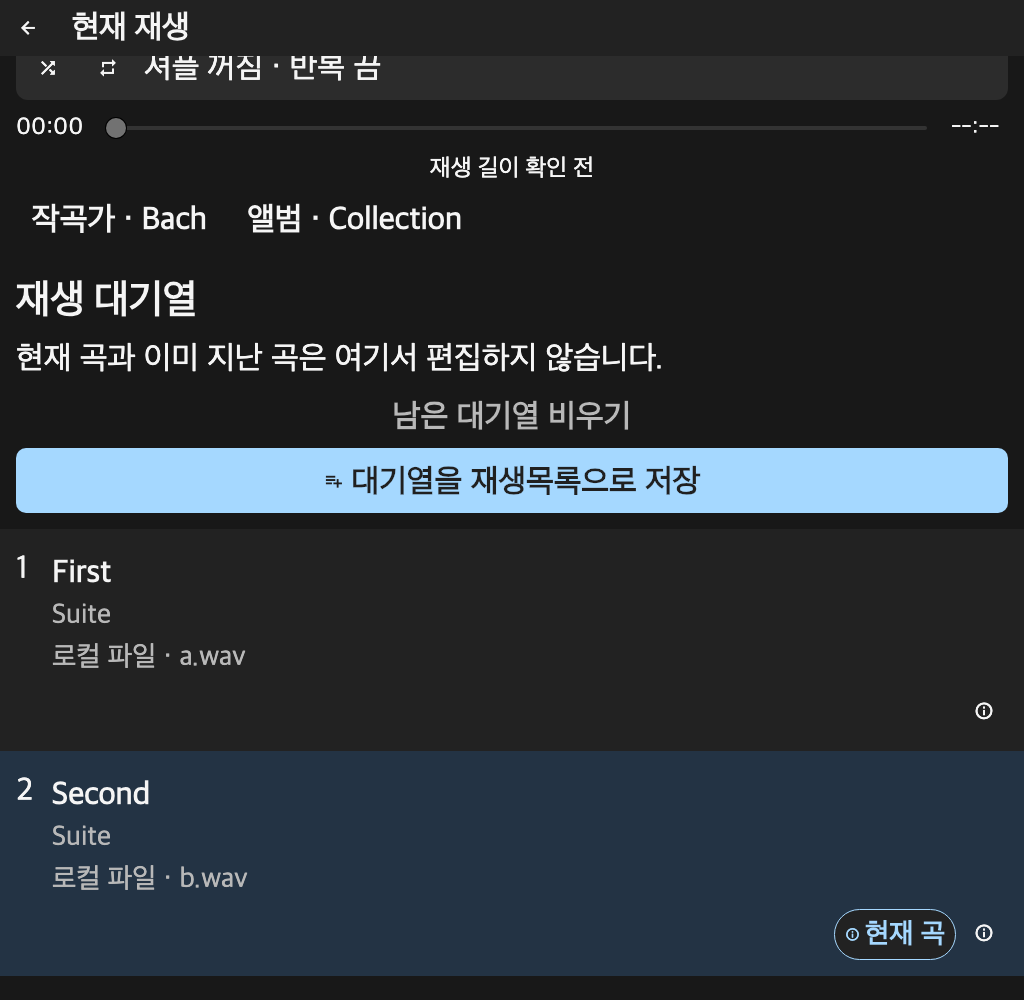 현재 재생
셔플 꺼짐 · 반복 끔
00:00 --:--
재생 길이 확인 전
작곡가 · Bach 앨범 · Collection
재생 대기열
현재 곡과 이미 지난 곡은 여기서 편집하지 않습니다.
남은 대기열 비우기
대기열을 재생목록으로 저장
1 First
Suite
로컬 파일 · a.wav
2 Second
Suite
로컬 파일 · b.wav
현재 곡